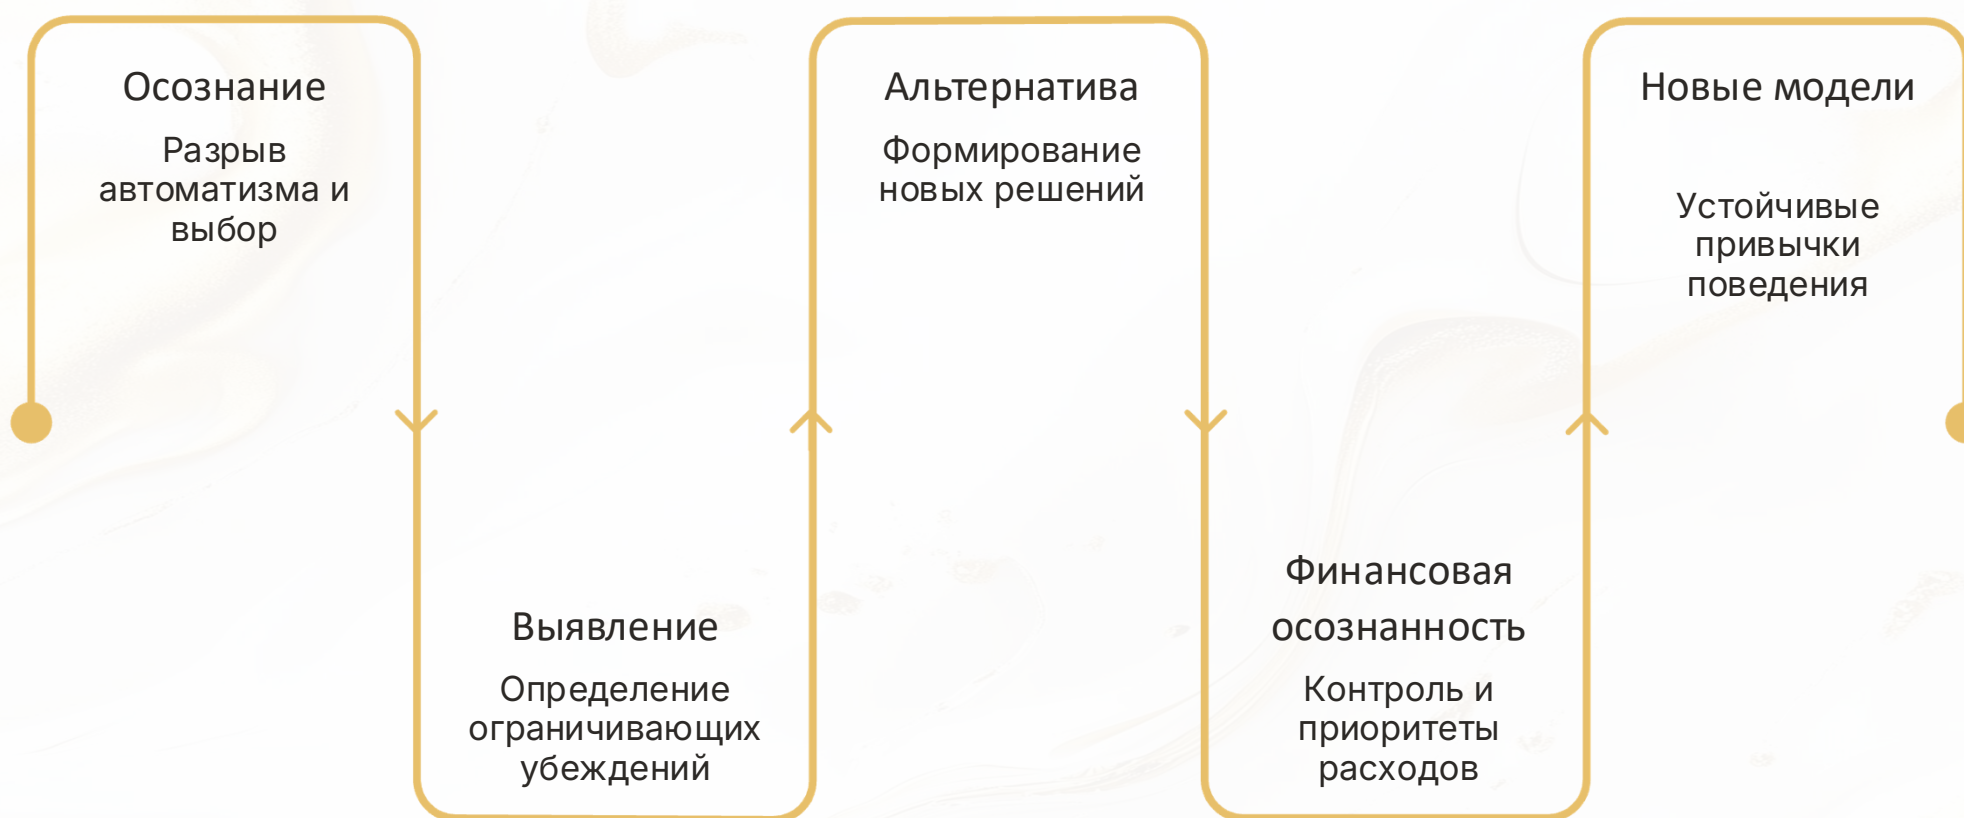 Осознание
Разрыв
автоматизма и
выбор
Выявление
Определение
ограничивающих
убеждений
Альтернатива
Формирование
новых решений
Финансовая
осознанность
Контроль и
приоритеты
расходов
Новые модели
Устойчивые
привычки
поведения